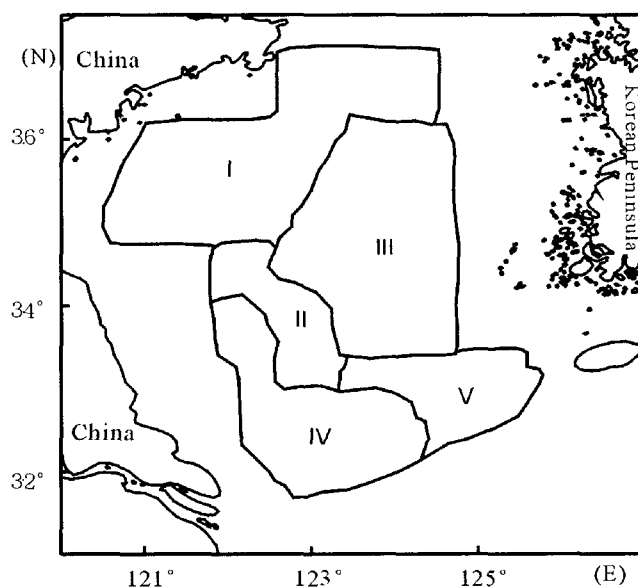 (N)
China
Korean Peninsula
36°
I
III
34°
II
V
China
IV
32°
121°
123°
125°
(E)